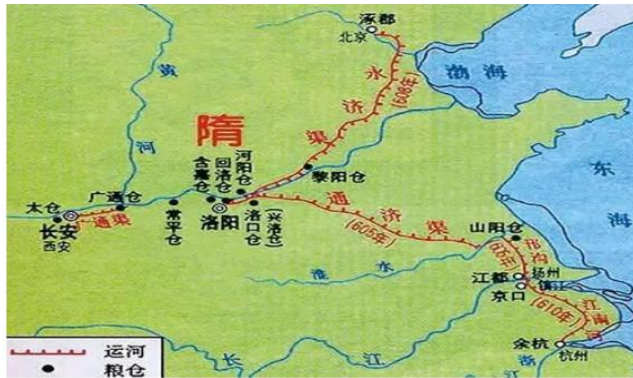 涿郡
北京
渤海
永济渠
(608年)
黄河
隋
河阳仓
回洛仓
含嘉仓
黎阳仓
太仓
广通仓
长安
西安
广通渠
常平仓
洛阳
洛口仓
(兴洛仓)
通济渠
(605年)
东海
山阳仓
邗沟
淮水
江都
扬州
京口
镇江
(610年)
江南河
余杭
杭州
浙江
长江
运河
粮仓